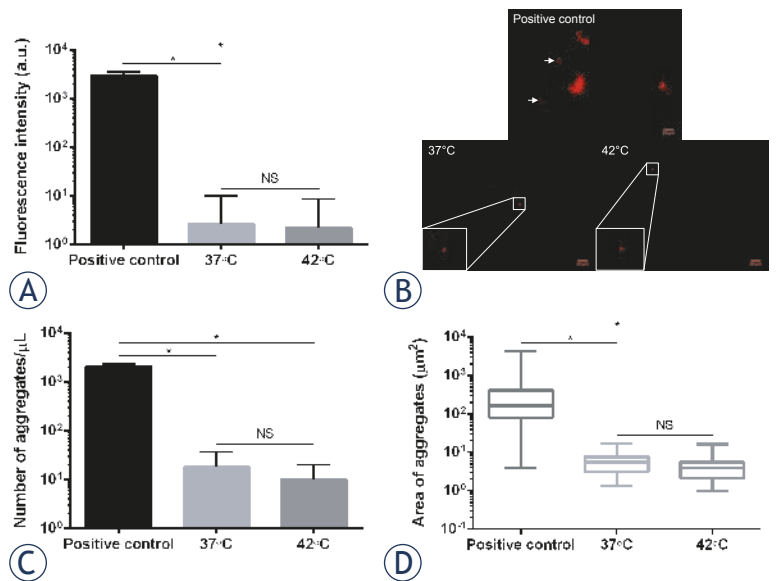 Fluorescence intensity (a.u.)
10⁴
10³
10²
10¹
10⁰
*
*
NS
Positive control 37°C 42°C
A
Positive control
37°C
42°C
B
Number of aggregates/µL
10⁴
10³
10²
10¹
10⁰
*
*
NS
Positive control 37°C 42°C
C
Area of aggregates (µm²)
10⁴
10³
10²
10¹
10⁰
10⁻¹
*
*
NS
Positive control 37°C 42°C
D